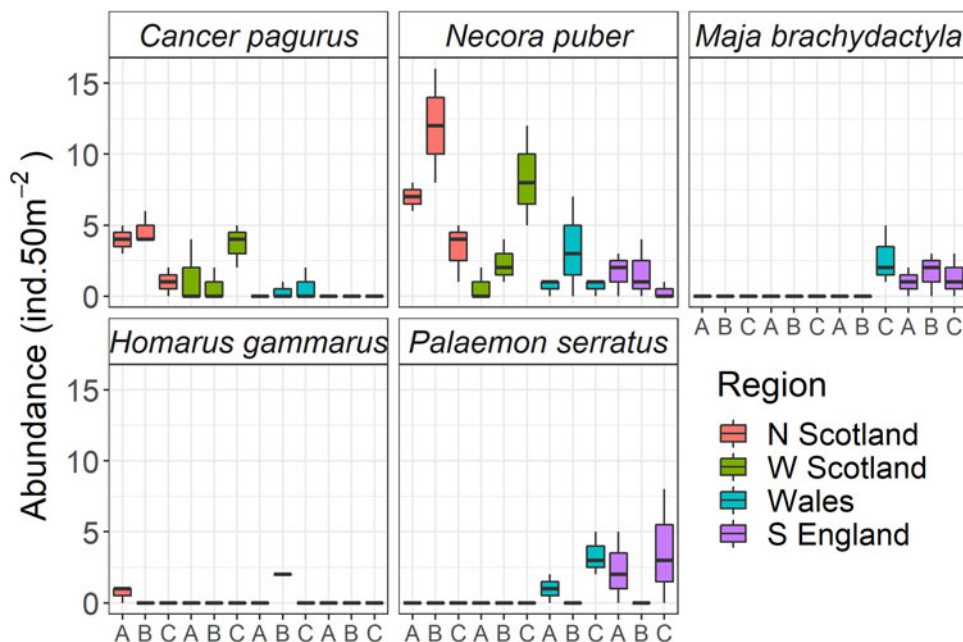 Cancer pagurus Necora puber Maja brachydactyla
15
10
5
0
A B C A B C A B C A B C
Homarus gammarus Palaemon serratus
15
10
5
0
A B C A B C A B C A B C A B C A B C A B C A B C
Abundance (ind.50m⁻²)
Region
N Scotland
W Scotland
Wales
S England